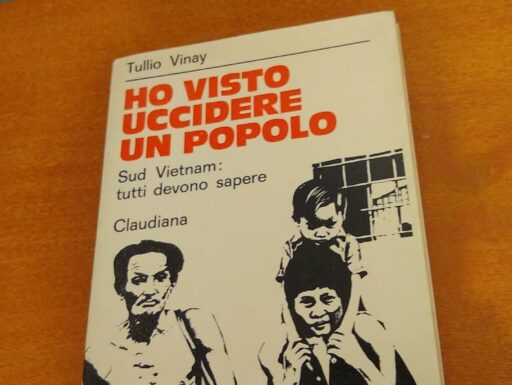 Tullio Vinay
HO VISTO
UCCIDERE
UN POPOLO
Sud Vietnam:
tutti devono sapere
Claudiana